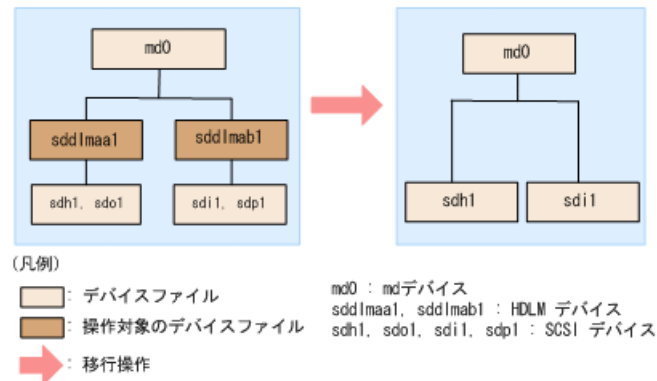 md0
md0
sddlmaa1
sddlmab1
sdh1, sdo1
sdi1, sdp1
sdh1
sdi1
(凡例)
: デバイスファイル
: 操作対象のデバイスファイル
: 移行操作
md0 : mdデバイス
sddlmaa1, sddlmab1 : HDLM デバイス
sdh1, sdo1, sdi1, sdp1 : SCSI デバイス